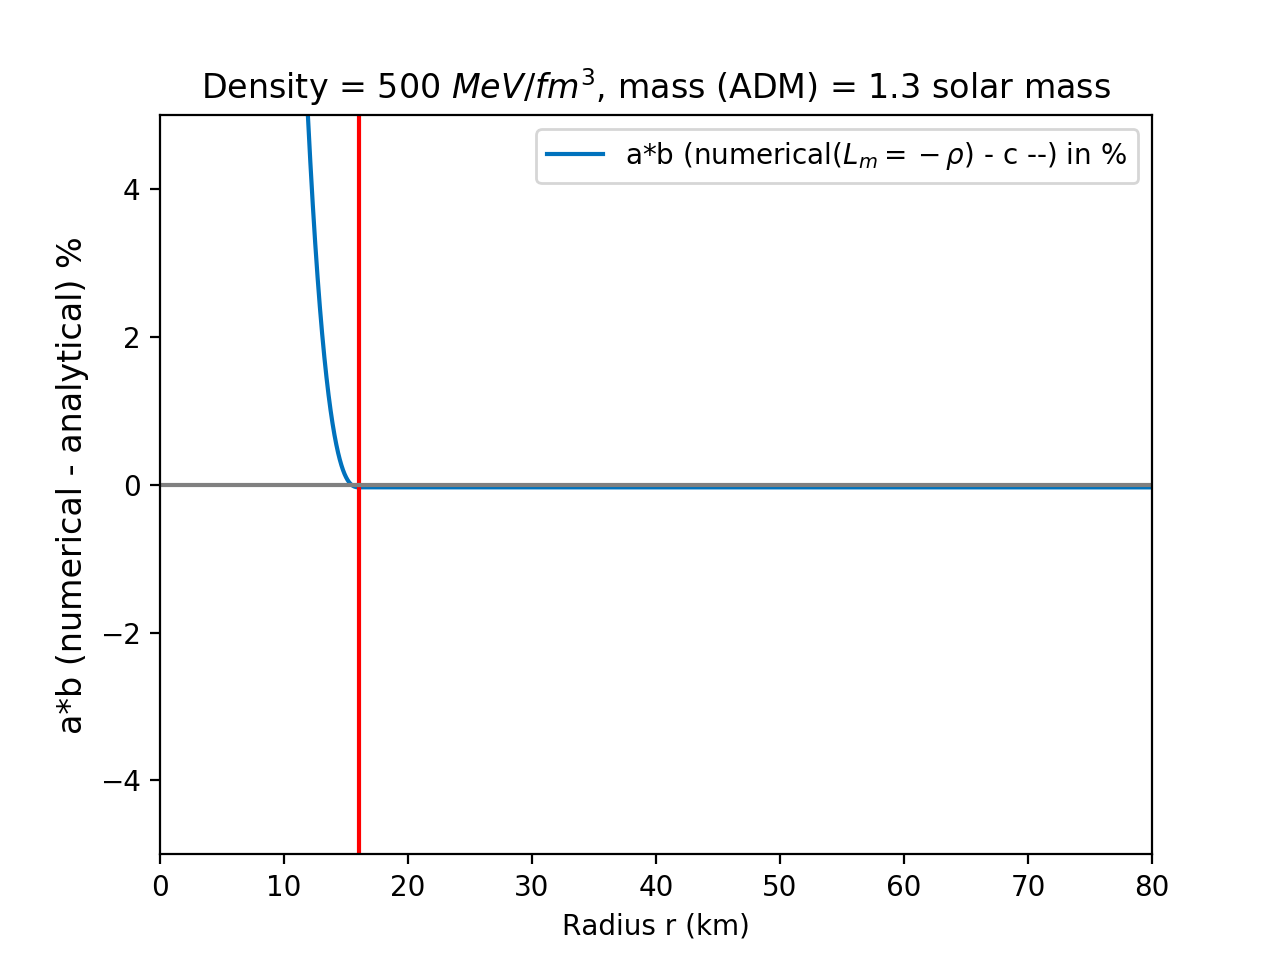 Density = 500 MeV/fm³, mass (ADM) = 1.3 solar mass
a*b (numerical(Lₘ = −ρ) - c --) in %
a*b (numerical - analytical) %
4
2
0
−2
−4
0 10 20 30 40 50 60 70 80
Radius r (km)